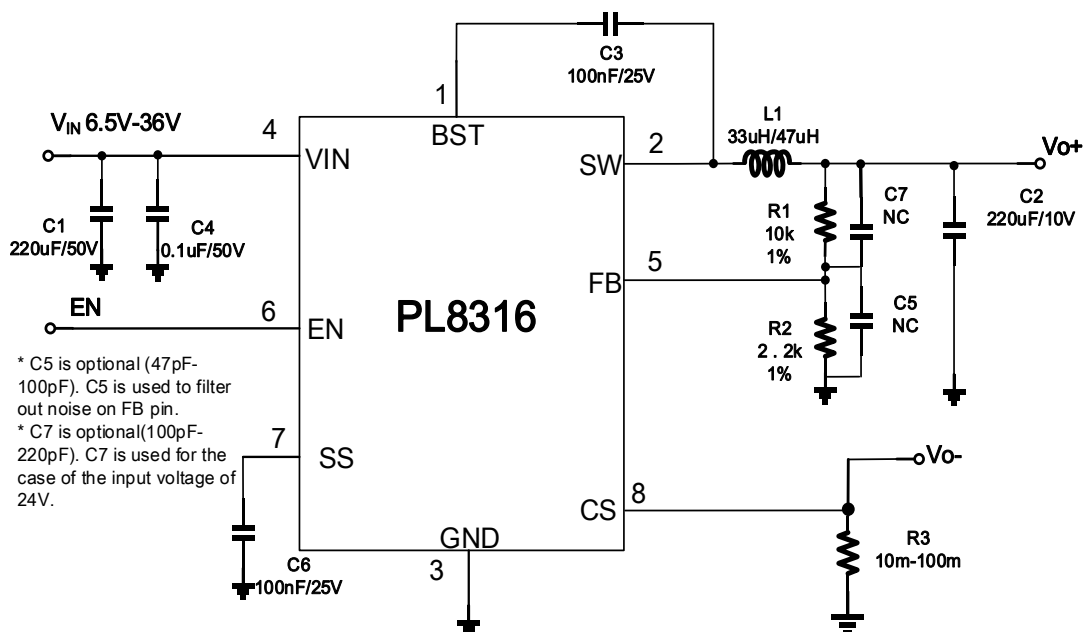 C3
100nF/25V
1
VIN 6.5V-36V
4
BST
VIN
L1
33uH/47uH
2
SW
Vo+
C1
220uF/50V
C4
0.1uF/50V
R1
10k
1%
C7
NC
C2
220uF/10V
5
FB
EN
6
EN
PL8316
R2
2 . 2k
1%
C5
NC
* C5 is optional (47pF-
100pF). C5 is used to filter
out noise on FB pin.
* C7 is optional(100pF-
220pF). C7 is used for the
case of the input voltage of
24V.
7
SS
Vo-
8
CS
R3
10m-100m
GND
3
C6
100nF/25V